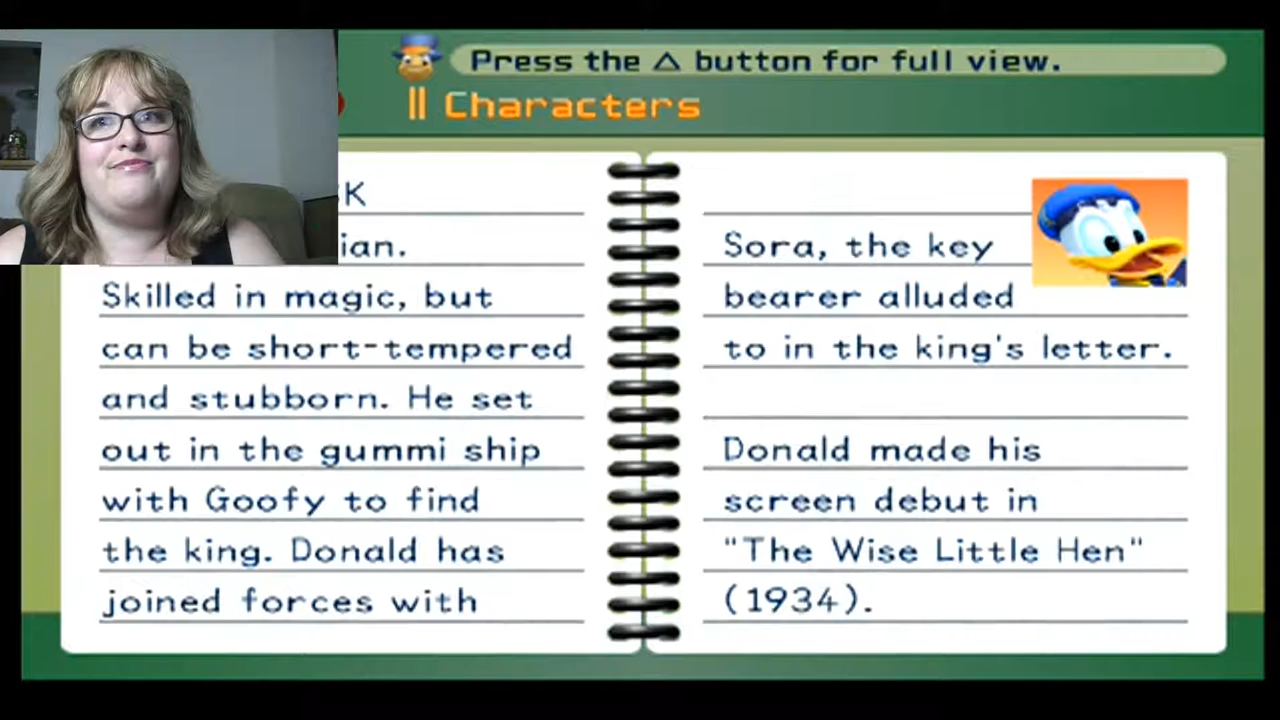 Press the △ button for full view.
Characters
CK
ian.
Skilled in magic, but
can be short-tempered
and stubborn. He set
out in the gummi ship
with Goofy to find
the king. Donald has
joined forces with
Sora, the key
bearer alluded
to in the king's letter.
Donald made his
screen debut in
"The Wise Little Hen"
(1934).